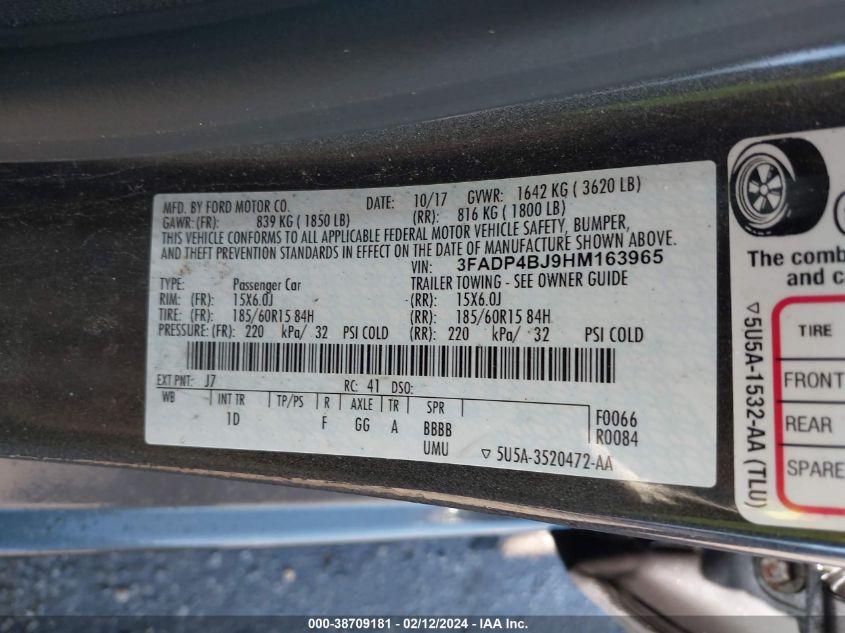 MFD. BY FORD MOTOR CO. DATE: 10/17 GVWR: 1642 KG ( 3620 LB)
GAWR: (FR): 839 KG ( 1850 LB) (RR): 816 KG ( 1800 LB)
THIS VEHICLE CONFORMS TO ALL APPLICABLE FEDERAL MOTOR VEHICLE SAFETY, BUMPER,
AND THEFT PREVENTION STANDARDS IN EFFECT ON THE DATE OF MANUFACTURE SHOWN ABOVE.
VIN: 3FADP4BJ9HM163965
TYPE: Passenger Car TRAILER TOWING - SEE OWNER GUIDE
RIM: (FR): 15X6.0J (RR): 15X6.0J
TIRE: (FR): 185/60R15 84H (RR): 185/60R15 84H
PRESSURE: (FR): 220 kPa/ 32 PSI COLD (RR): 220 kPa/ 32 PSI COLD
EXT PNT: J7 RC: 41 DSO:
WB INT TR TP/PS R AXLE TR SPR
1D F GG A BBBB F0066
UMU R0084
▽ 5U5A-3520472-AA
The comb
and c
TIRE
FRONT
REAR
SPARE
▽5U5A-1532-AA (TLU)
000-38709181 - 02/12/2024 - IAA Inc.